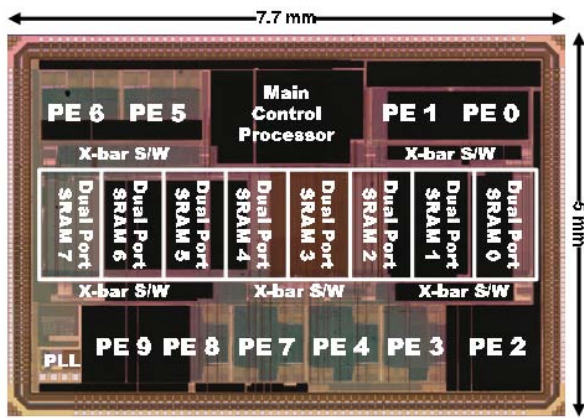 7.7 mm
PE 6 PE 5
Main
Control
Processor
PE 1 PE 0
X-bar S/W
X-bar S/W
Dual Port
SRAM 7
Dual Port
SRAM 6
Dual Port
SRAM 5
Dual Port
SRAM 4
Dual Port
SRAM 3
Dual Port
SRAM 2
Dual Port
SRAM 1
Dual Port
SRAM 0
5 mm
X-bar S/W
X-bar S/W
X-bar S/W
PLL
PE 9 PE 8 PE 7 PE 4 PE 3 PE 2